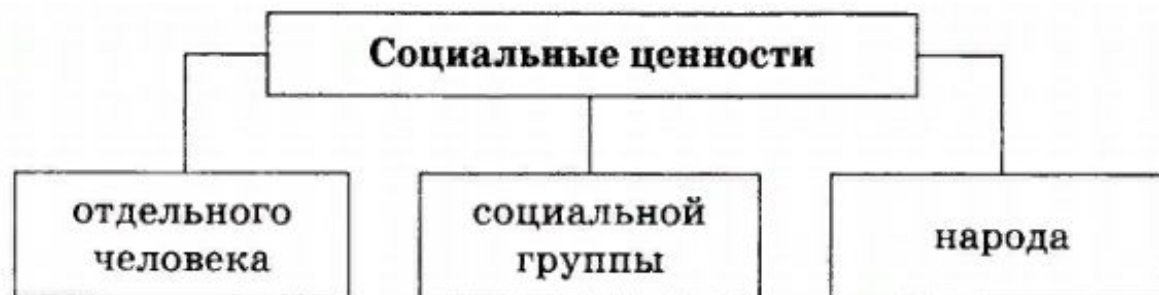 Социальные ценности
отдельного
человека
социальной
группы
народа